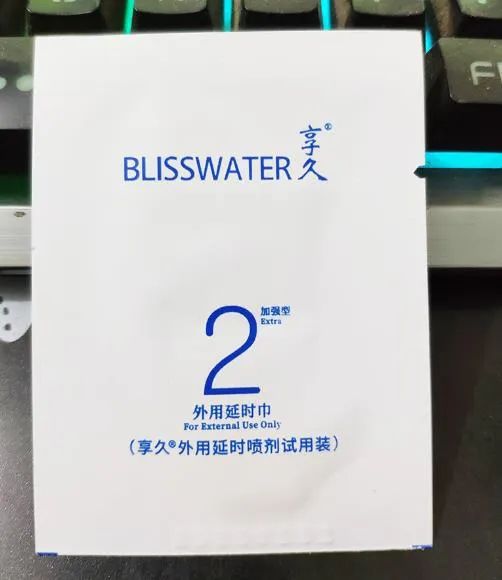 BLISSWATER 享久®
2 加强型
Extra
外用延时巾
For External Use Only
(享久®外用延时喷剂试用装)